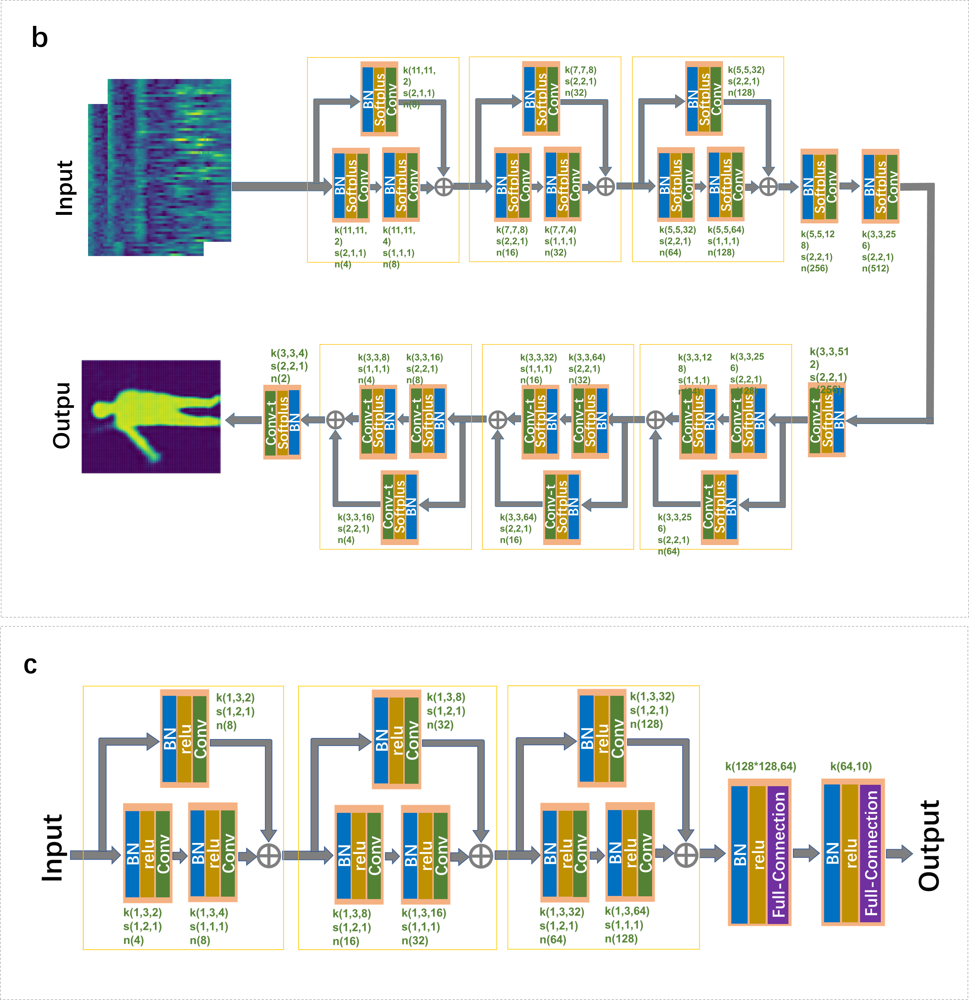 b
Input
BN
Softplus
Conv
k(11,11,
2)
s(2,1,1)
n(8)
BN
Softplus
Conv
k(11,11,
2)
s(2,1,1)
n(4)
BN
Softplus
Conv
k(11,11,
4)
s(1,1,1)
n(8)
BN
Softplus
Conv
k(7,7,8)
s(2,2,1)
n(32)
BN
Softplus
Conv
k(7,7,8)
s(2,2,1)
n(16)
BN
Softplus
Conv
k(7,7,4)
s(1,1,1)
n(32)
BN
Softplus
Conv
k(5,5,32)
s(2,2,1)
n(128)
BN
Softplus
Conv
k(5,5,32)
s(2,2,1)
n(64)
BN
Softplus
Conv
k(5,5,64)
s(1,1,1)
n(128)
BN
Softplus
Conv
k(5,5,12
8)
s(2,2,1)
n(256)
BN
Softplus
Conv
k(3,3,25
6)
s(2,2,1)
n(512)
Outpu
k(3,3,4)
s(2,2,1)
n(2)
Conv-t
Softplus
BN
k(3,3,8)
s(1,1,1)
n(4)
Conv-t
Softplus
BN
k(3,3,16)
s(2,2,1)
n(8)
Conv-t
Softplus
BN
k(3,3,16)
s(2,2,1)
n(4)
Conv-t
Softplus
BN
k(3,3,32)
s(1,1,1)
n(16)
Conv-t
Softplus
BN
k(3,3,64)
s(2,2,1)
n(32)
Conv-t
Softplus
BN
k(3,3,64)
s(2,2,1)
n(16)
Conv-t
Softplus
BN
k(3,3,12
8)
s(1,1,1)
n(64)
Conv-t
Softplus
BN
k(3,3,25
6)
s(2,2,1)
n(128)
Conv-t
Softplus
BN
k(3,3,25
6)
s(2,2,1)
n(64)
Conv-t
Softplus
BN
k(3,3,51
2)
s(2,2,1)
n(256)
Conv-t
Softplus
BN
c
Input
BN
relu
Conv
k(1,3,2)
s(1,2,1)
n(8)
BN
relu
Conv
k(1,3,2)
s(1,2,1)
n(4)
BN
relu
Conv
k(1,3,4)
s(1,1,1)
n(8)
BN
relu
Conv
k(1,3,8)
s(1,2,1)
n(32)
BN
relu
Conv
k(1,3,8)
s(1,2,1)
n(16)
BN
relu
Conv
k(1,3,16)
s(1,1,1)
n(32)
BN
relu
Conv
k(1,3,32)
s(1,2,1)
n(128)
BN
relu
Conv
k(1,3,32)
s(1,2,1)
n(64)
BN
relu
Conv
k(1,3,64)
s(1,1,1)
n(128)
k(128*128,64)
BN
relu
Full-Connection
k(64,10)
BN
relu
Full-Connection
Output